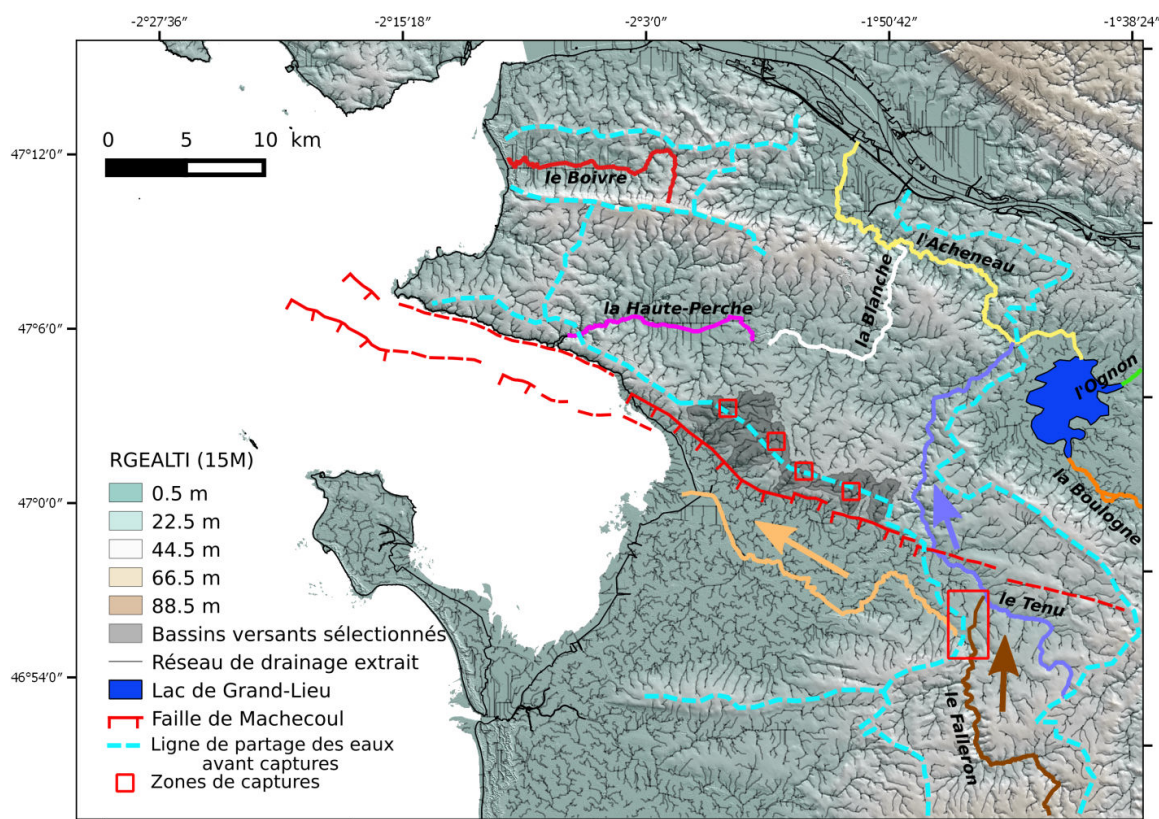 -2°27'36"
-2°15'18"
-2°3'0"
-1°50'42"
-1°38'24"
0 5 10 km
47°12'0”
le Boivre
l'Acheneau
la Blanche
la Haute-Perche
47°6'0”
l'Ognon
la Boulogne
47°0'0”
le Tenu
46°54'0”
le Falleron
RGEALTI (15M)
0.5 m
22.5 m
44.5 m
66.5 m
88.5 m
Bassins versants sélectionnés
Réseau de drainage extrait
Lac de Grand-Lieu
Faille de Machecoul
Ligne de partage des eaux
avant captures
Zones de captures